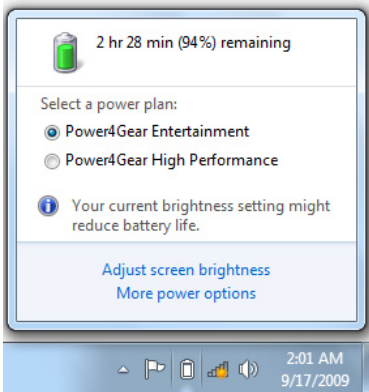 2 hr 28 min (94%) remaining
Select a power plan:
Power4Gear Entertainment
Power4Gear High Performance
Your current brightness setting might
reduce battery life.
Adjust screen brightness
More power options
2:01 AM
9/17/2009